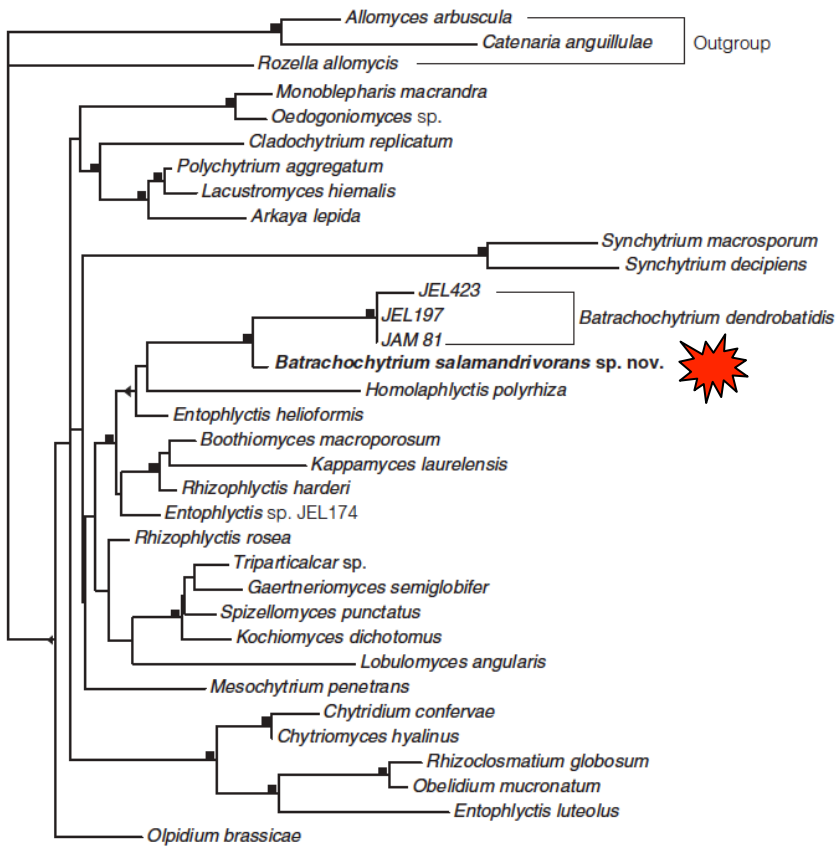 Allomyces arbuscula
Catenaria anguillulae
Outgroup
Rozella allomycis
Monoblepharis macrandra
Oedogoniomyces sp.
Cladochytrium replicatum
Polychytrium aggregatum
Lacustromyces hiemalis
Arkaya lepida
Synchytrium macrosporum
Synchytrium decipiens
JEL423
JEL197
Batrachochytrium dendrobatidis
JAM 81
Batrachochytrium salamandrivorans sp. nov.
Homolaphlyctis polyrhiza
Entophlyctis helioformis
Boothiomyces macroporosum
Kappamyces laurelensis
Rhizophlyctis harderi
Entophlyctis sp. JEL174
Rhizophlyctis rosea
Triparticalcar sp.
Gaertneriomyces semiglobifer
Spizellomyces punctatus
Kochiomyces dichotomus
Lobulomyces angularis
Mesochytrium penetrans
Chytridium confervae
Chytriomyces hyalinus
Rhizoclosmatium globosum
Obelidium mucronatum
Entophlyctis luteolus
Olpidium brassicae